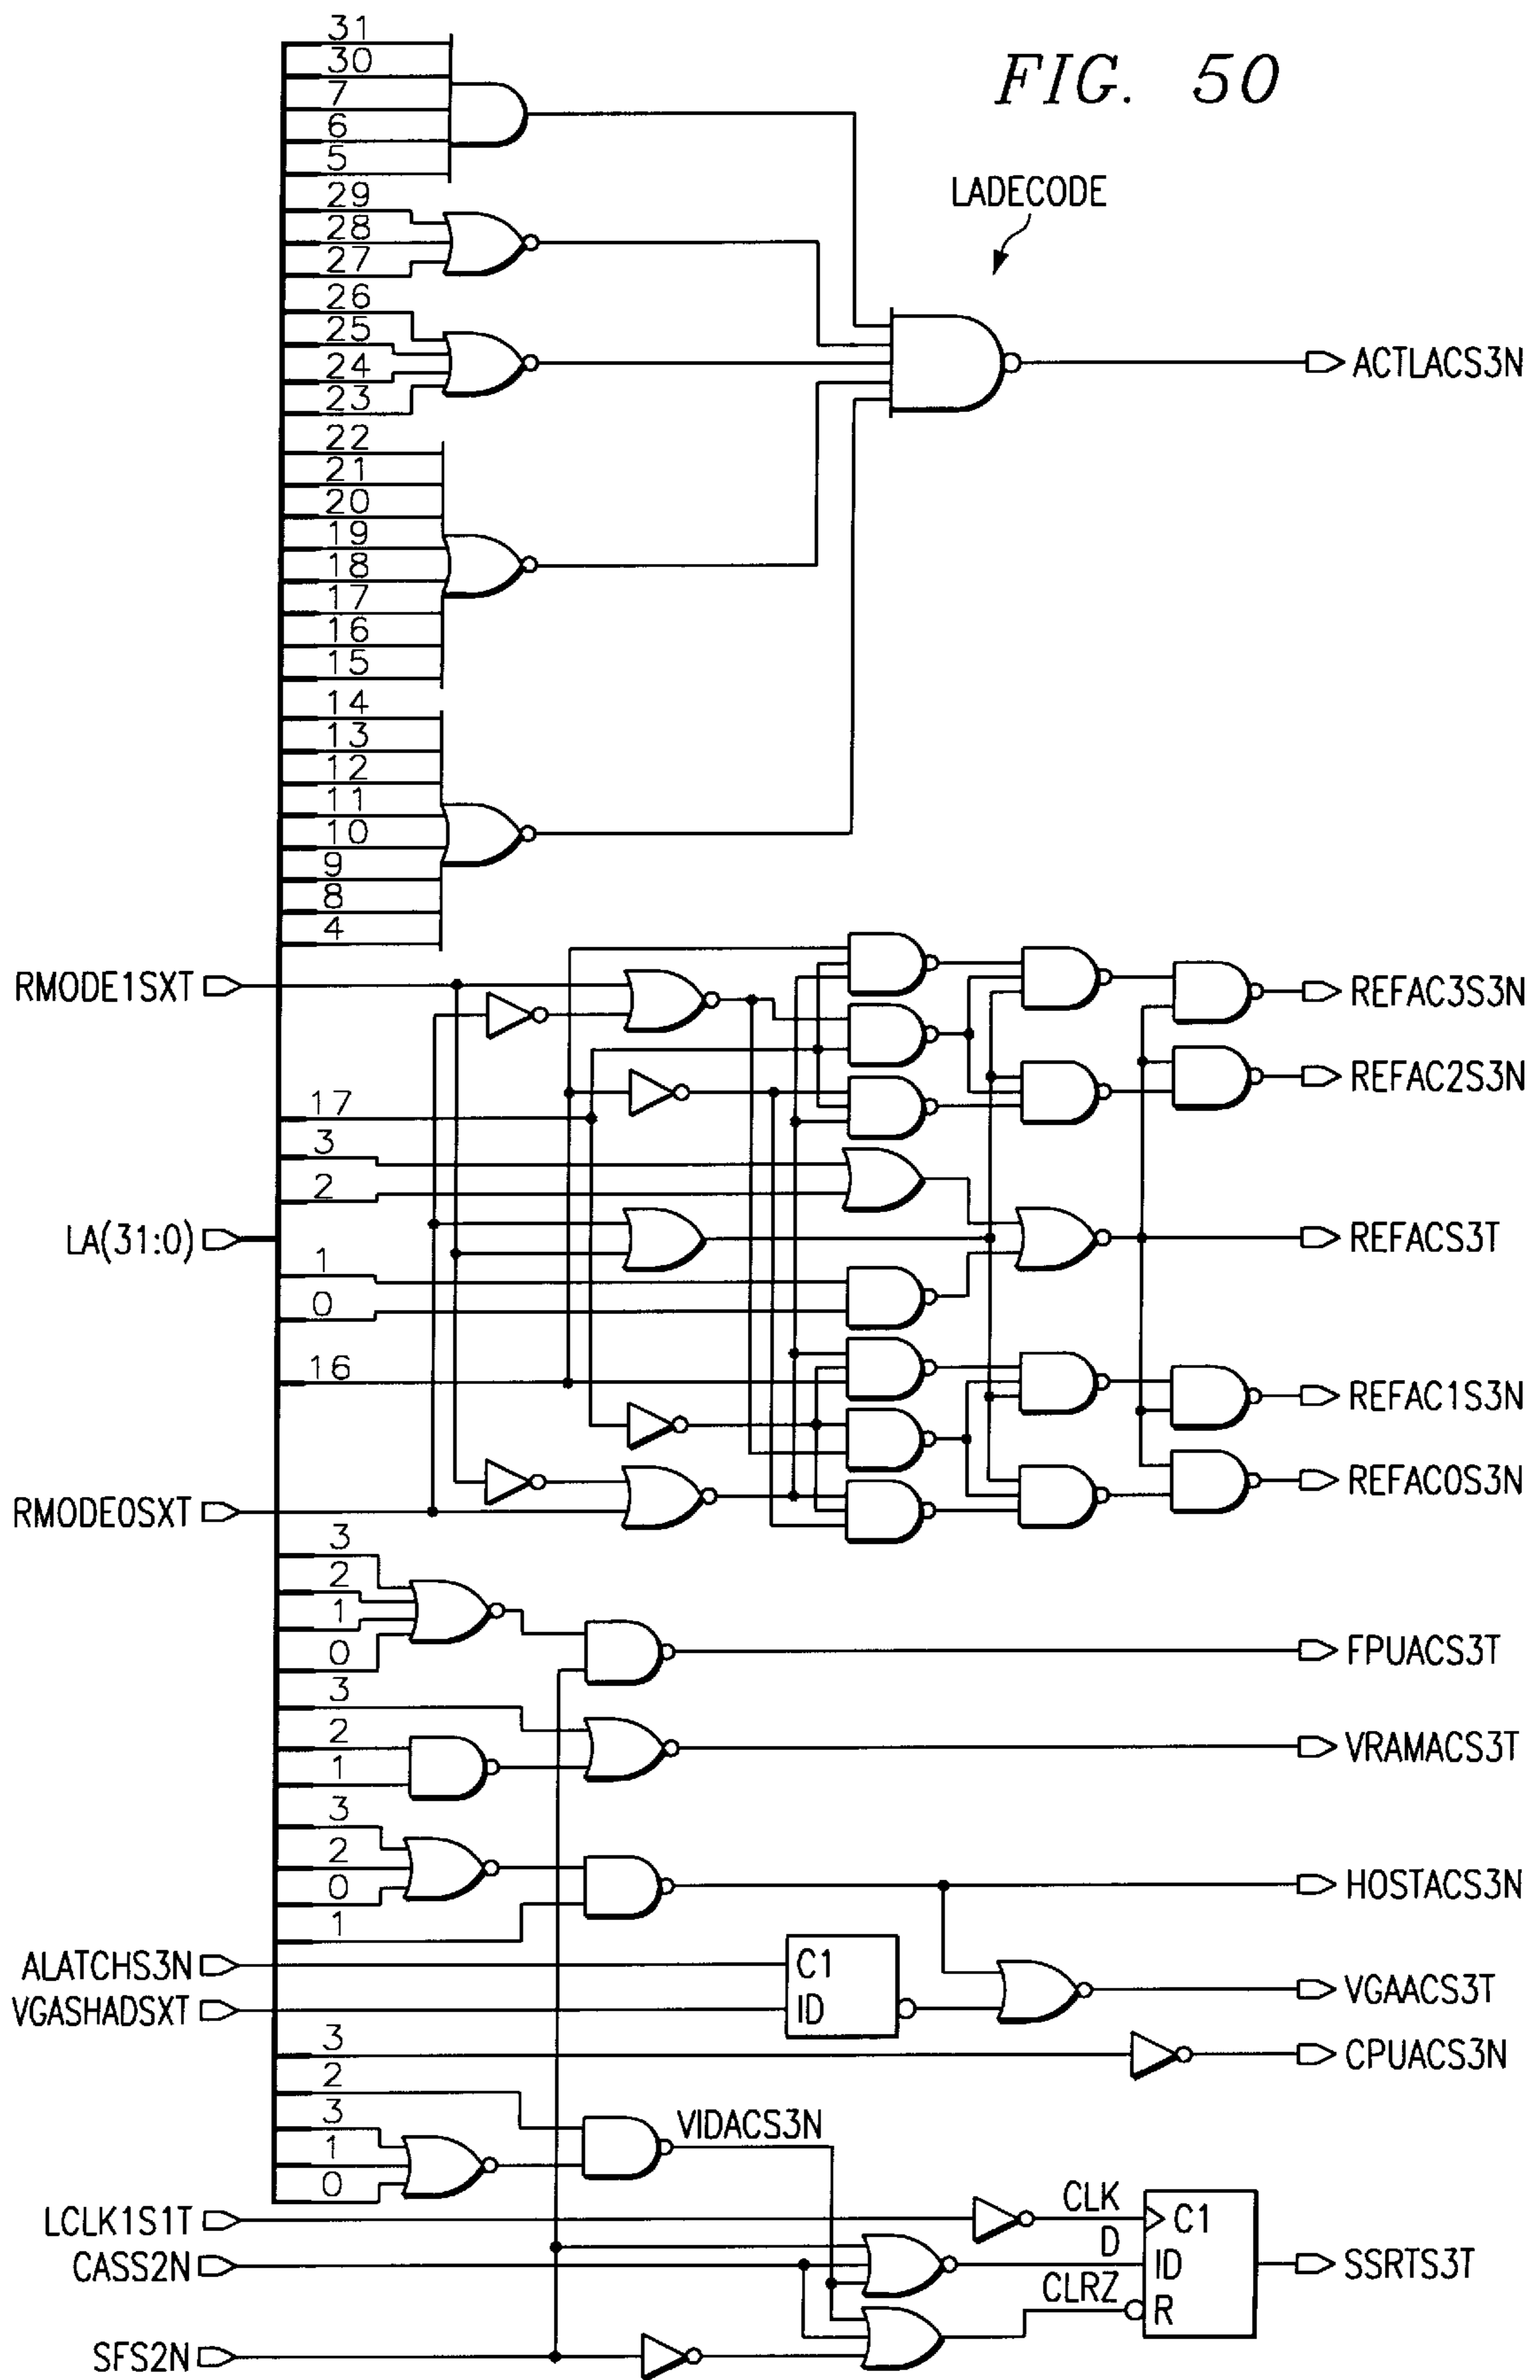 FIG. 50
31
30
7
6
5
29
28
27
LADECODE
26
25
24
23
ACTLACS3N
22
21
20
19
18
17
16
15
14
13
12
11
10
9
8
4
RMODE1SXT
REFAC3S3N
REFAC2S3N
17
3
2
LA(31:0)
REFACS3T
1
0
16
REFAC1S3N
REFAC0S3N
RMODE0SXT
3
2
1
0
FPUACS3T
3
2
1
VRAMACS3T
3
2
0
1
HOSTACS3N
ALATCHS3N
C1
VGASHADSXT
ID
VGAACS3T
3
CPUACS3N
2
3
1
0
VIDACS3N
LCLK1S1T
CLK
C1
D
CASS2N
ID
SSRTS3T
CLRZ
R
SFS2N